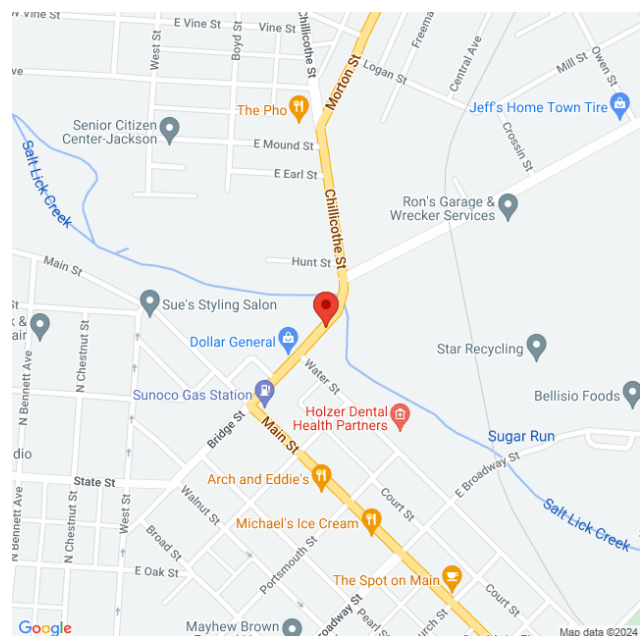 W Vine St
E Vine St
Vine St
West St
Boyd St
Chillicothe St
Morton St
Logan St
Central Ave
Mill St
Owen St
Crossin St
Jeff's Home Town Tire
The Pho
Senior Citizen
Center-Jackson
E Mound St
E Earl St
Salt Lick Creek
Chillicothe St
Ron's Garage &
Wrecker Services
Hunt St
Main St
Sue's Styling Salon
Dollar General
Star Recycling
N Bennett Ave
N Chestnut St
Sunoco Gas Station
Water St
Bellisio Foods
Holzer Dental
Health Partners
Bridge St
Main St
Sugar Run
State St
Arch and Eddie's
E Broadway St
West St
Walnut St
Court St
Michael's Ice Cream
Salt Lick Creek
N Bennett Ave
N Chestnut St
Broad St
Portsmouth St
E Oak St
The Spot on Main
Court St
Mayhew Brown
Google
Map data ©2024